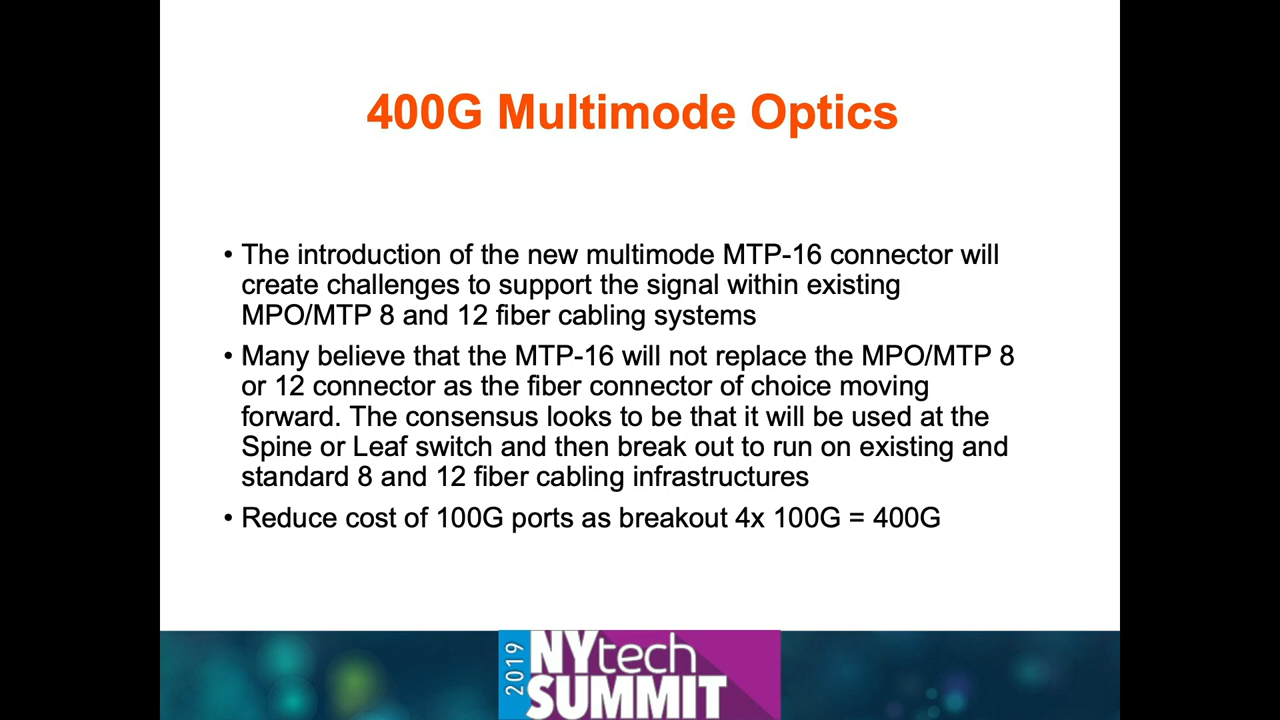 400G Multimode Optics
• The introduction of the new multimode MTP-16 connector will
create challenges to support the signal within existing
MPO/MTP 8 and 12 fiber cabling systems
• Many believe that the MTP-16 will not replace the MPO/MTP 8
or 12 connector as the fiber connector of choice moving
forward. The consensus looks to be that it will be used at the
Spine or Leaf switch and then break out to run on existing and
standard 8 and 12 fiber cabling infrastructures
• Reduce cost of 100G ports as breakout 4x 100G = 400G
2019
NYtech
SUMMIT